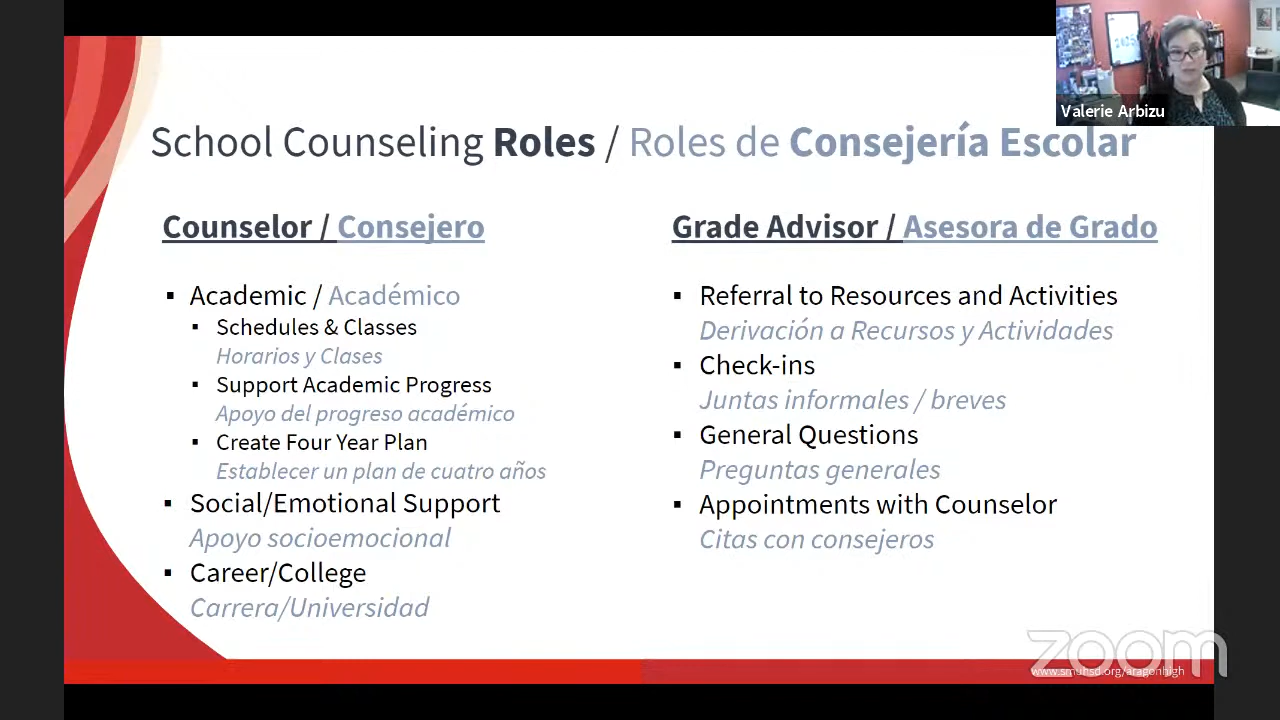 Valerie Arbizu
School Counseling Roles / Roles de Consejería Escolar
Counselor / Consejero
▪ Academic / Académico
▪ Schedules & Classes
Horarios y Clases
▪ Support Academic Progress
Apoyo del progreso académico
▪ Create Four Year Plan
Establecer un plan de cuatro años
▪ Social/Emotional Support
Apoyo socioemocional
▪ Career/College
Carrera/Universidad
Grade Advisor / Asesora de Grado
▪ Referral to Resources and Activities
Derivación a Recursos y Actividades
▪ Check-ins
Juntas informales / breves
▪ General Questions
Preguntas generales
▪ Appointments with Counselor
Citas con consejeros
zoom
www.smuhsd.org/aragonhigh